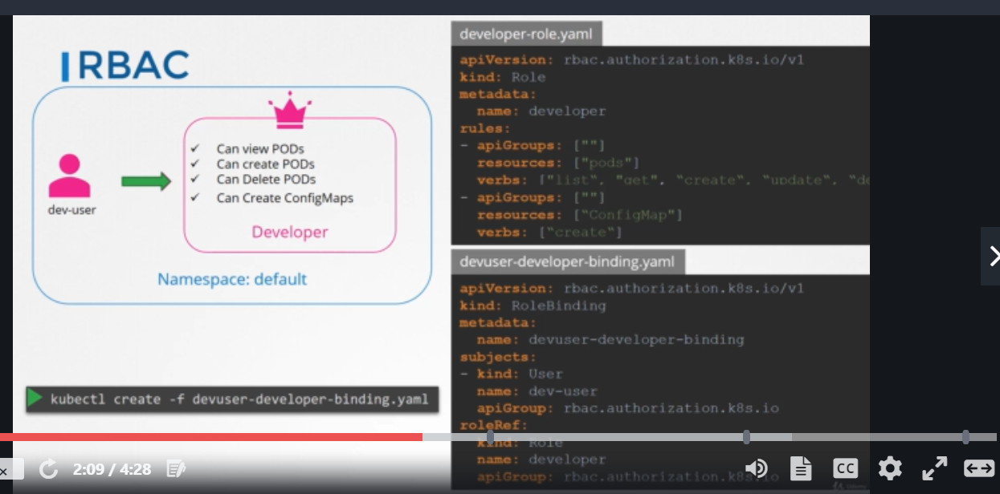 RBAC
Can view PODs
Can create PODs
Can Delete PODs
Can Create ConfigMaps
Developer
dev-user
Namespace: default
kubectl create -f devuser-developer-binding.yaml
developer-role.yaml
apiVersion: rbac.authorization.k8s.io/v1
kind: Role
metadata:
name: developer
rules:
- apiGroups: [""]
resources: ["pods"]
verbs: ["list", "get", “create“, “update“, “de
- apiGroups: [""]
resources: [“ConfigMap”]
verbs: [“create“]
devuser-developer-binding.yaml
apiVersion: rbac.authorization.k8s.io/v1
kind: RoleBinding
metadata:
name: devuser-developer-binding
subjects:
- kind: User
name: dev-user
apiGroup: rbac.authorization.k8s.io
roleRef:
kind: Role
name: developer
apiGroup: rbac.authorization.k8s.io
2:09 / 4:28
CC